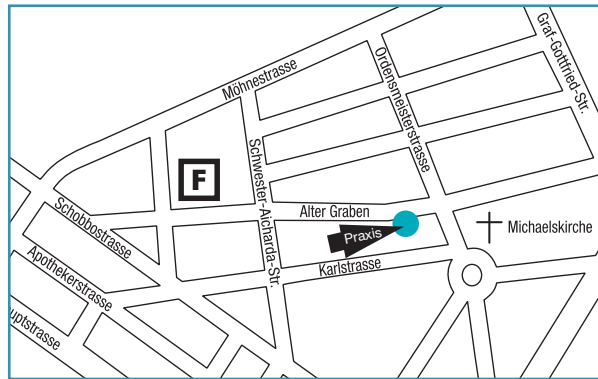 Graf-Gottfried-Str.
Möhnestrasse
Ordensmeisterstrasse
Schwester-Aicharda-Str.
F
Schobbostrasse
Alter Graben
Praxis
Michaelskirche
Apothekerstrasse
Karlstrasse
uptstrasse